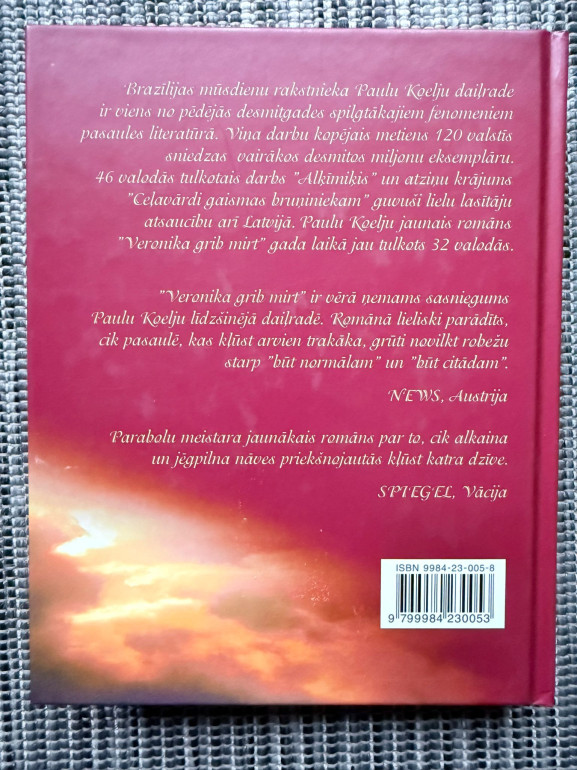 Brazīlijas mūsdienu rakstnieka Paulu Koelju daiļrade
ir viens no pēdējās desmitgades spilgtākajiem fenomeniem
pasaules literatūrā. Viņa darbu kopējais metiens 120 valstīs
sniedzas vairākos desmitos miljonu eksemplāru.
46 valodās tulkotais darbs "Alķīmiķis" un atziņu krājums
"Ceļavārdi gaismas bruņiniekam" guvuši lielu lasītāju
atsaucību arī Latvijā. Paulu Koelju jaunais romāns
"Veronika grib mirt" gada laikā jau tulkots 32 valodās.
"Veronika grib mirt" ir vērā ņemams sasniegums
Paulu Koelju līdzšinējā daiļradē. Romānā lieliski parādīts,
cik pasaulē, kas kļūst arvien trakāka, grūti novilkt robežu
starp "būt normālam" un "būt citādam".
NEWS, Austrija
Parabolu meistara jaunākais romāns par to, cik alkaina
un jēgpilna nāves priekšnojautās kļūst katra dzīve.
SPIEGEL, Vācija
ISBN 9984-23-005-8
9 799984 230053